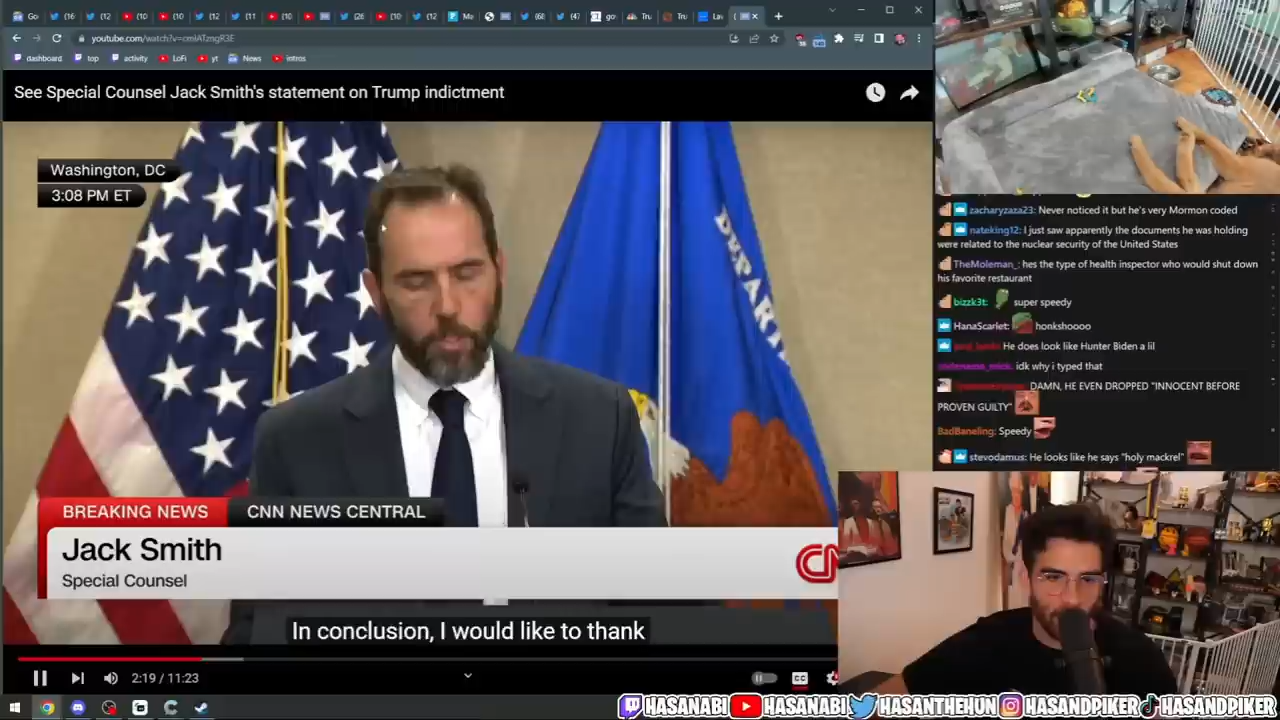 youtube.com/watch?v=cmlATzngR3E
dashboard
top
activity
LoFi
yt
News
intros
See Special Counsel Jack Smith's statement on Trump indictment
Washington, DC
3:08 PM ET
DEPARTM
BREAKING NEWS
CNN NEWS CENTRAL
Jack Smith
Special Counsel
In conclusion, I would like to thank
2:19 / 11:23
zacharyzaza23: Never noticed it but he's very Mormon coded
nateking12: I just saw apparently the documents he was holding
were related to the nuclear security of the United States
TheMoleman_: hes the type of health inspector who would shut down
his favorite restaurant
bizzk3t: super speedy
HanaScarlet: honkshoooo
He does look like Hunter Biden a lil
idk why i typed that
DAMN, HE EVEN DROPPED "INNOCENT BEFORE
PROVEN GUILTY"
BadBaneling: Speedy
stevodamus: He looks like he says "holy mackrel"
HASANABI HASANABI HASANTHEHUN HASANDPIKER HASANDPIKER